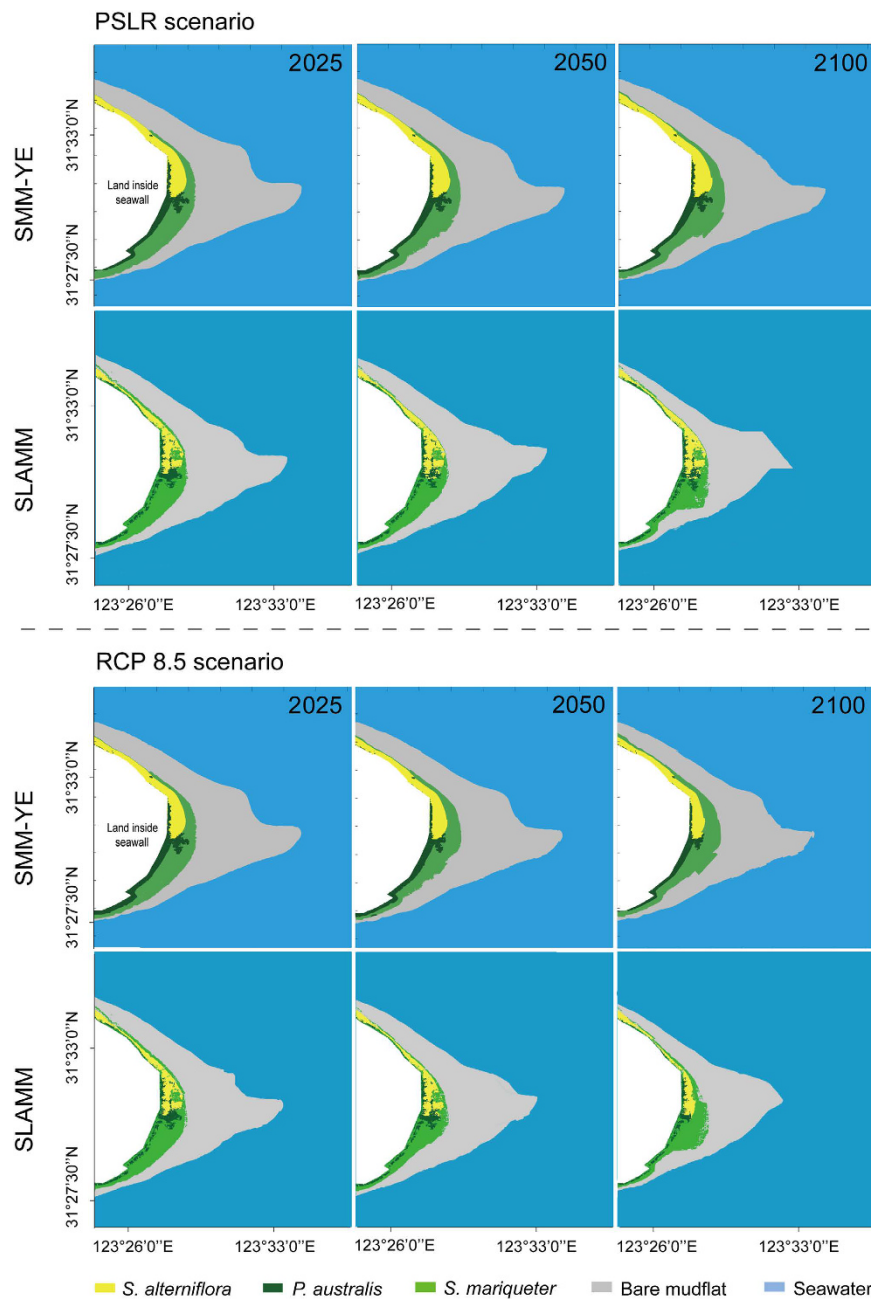 PSLR scenario
2025 2050 2100
SMM-YE
31°33'0"N
31°27'30"N
Land inside
seawall
SLAMM
31°33'0"N
31°27'30"N
123°26'0"E 123°33'0"E 123°26'0"E 123°33'0"E 123°26'0"E 123°33'0"E
RCP 8.5 scenario
2025 2050 2100
SMM-YE
31°33'0"N
31°27'30"N
Land inside
seawall
SLAMM
31°33'0"N
31°27'30"N
123°26'0"E 123°33'0"E 123°26'0"E 123°33'0"E 123°26'0"E 123°33'0"E
S. alterniflora P. australis S. mariqueter Bare mudflat Seawater